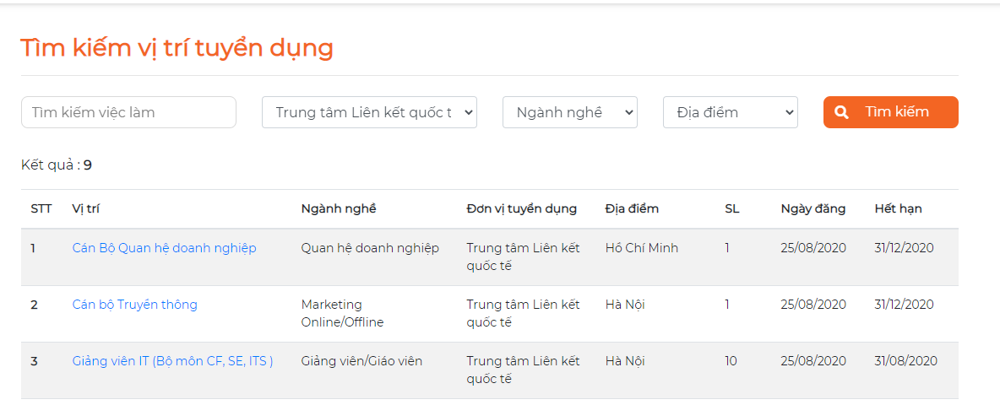 Tìm kiếm vị trí tuyển dụng
Tìm kiếm việc làm Trung tâm Liên kết quốc t Ngành nghề Địa điểm Tìm kiếm
Kết quả : 9
STT Vị trí Ngành nghề Đơn vị tuyển dụng Địa điểm SL Ngày đăng Hết hạn
1 Cán Bộ Quan hệ doanh nghiệp Quan hệ doanh nghiệp Trung tâm Liên kết Hồ Chí Minh 1 25/08/2020 31/12/2020
quốc tế
2 Cán bộ Truyền thông Marketing Trung tâm Liên kết Hà Nội 1 25/08/2020 31/12/2020
Online/Offline quốc tế
3 Giảng viên IT (Bộ môn CF, SE, ITS ) Giảng viên/Giáo viên Trung tâm Liên kết Hà Nội 10 25/08/2020 31/08/2020
quốc tế